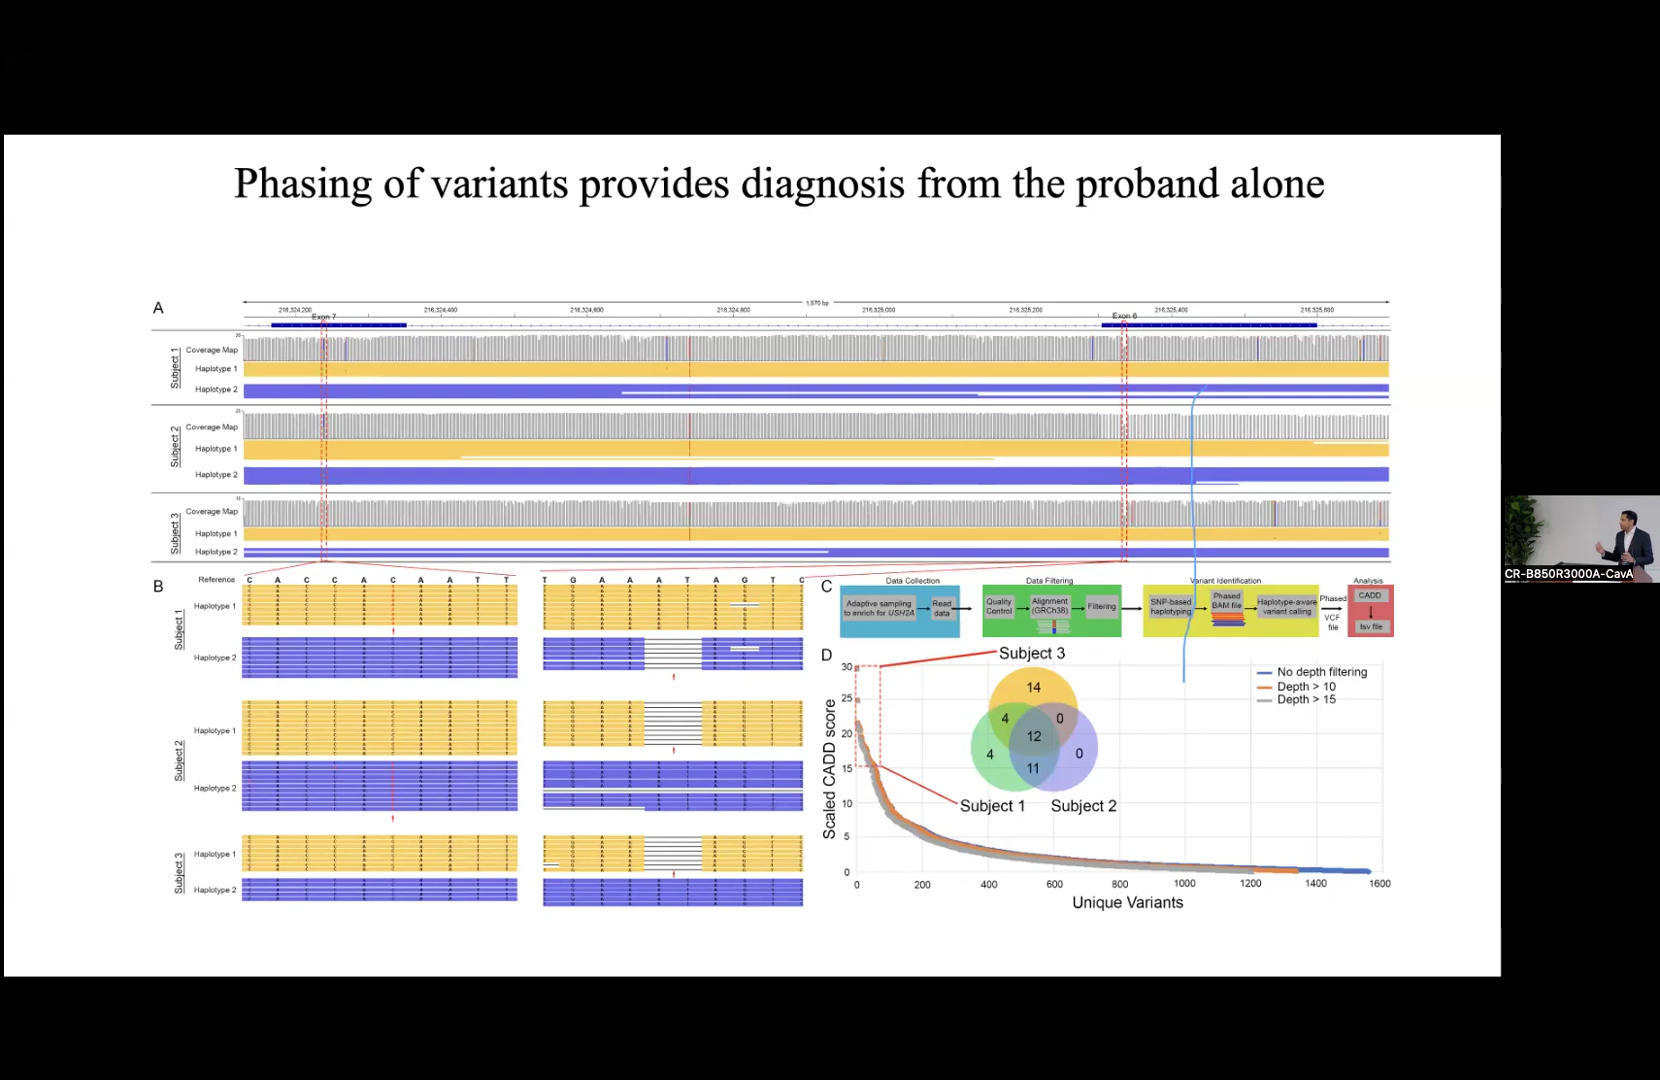 Phasing of variants provides diagnosis from the proband alone
A
1,570 bp
216,324,200 216,324,400 216,324,600 216,324,800 216,325,000 216,325,200 216,325,400 216,325,600
Exon 7 Exon 6
Subject 1
Coverage Map
Haplotype 1
Haplotype 2
Subject 2
Coverage Map
Haplotype 1
Haplotype 2
Subject 3
Coverage Map
Haplotype 1
Haplotype 2
B
Reference C A C C A C A A T T T G A A A T A G T C
Subject 1
Haplotype 1
Haplotype 2
Subject 2
Haplotype 1
Haplotype 2
Subject 3
Haplotype 1
Haplotype 2
C
Data Collection Data Filtering Variant Identification Analysis
Adaptive sampling to enrich for USH2A
Read data
Quality Control
Alignment (GRCh38)
Filtering
SNP-based haplotyping
Phased BAM file
Haplotype-aware variant calling
Phased VCF file
CADD
tsv file
D
Subject 3
14
4 0
12
4 0
11
Subject 1 Subject 2
No depth filtering
Depth > 10
Depth > 15
Scaled CADD score
30
25
20
15
10
5
0
0 200 400 600 800 1000 1200 1400 1600
Unique Variants
CR-B850R3000A-CavA